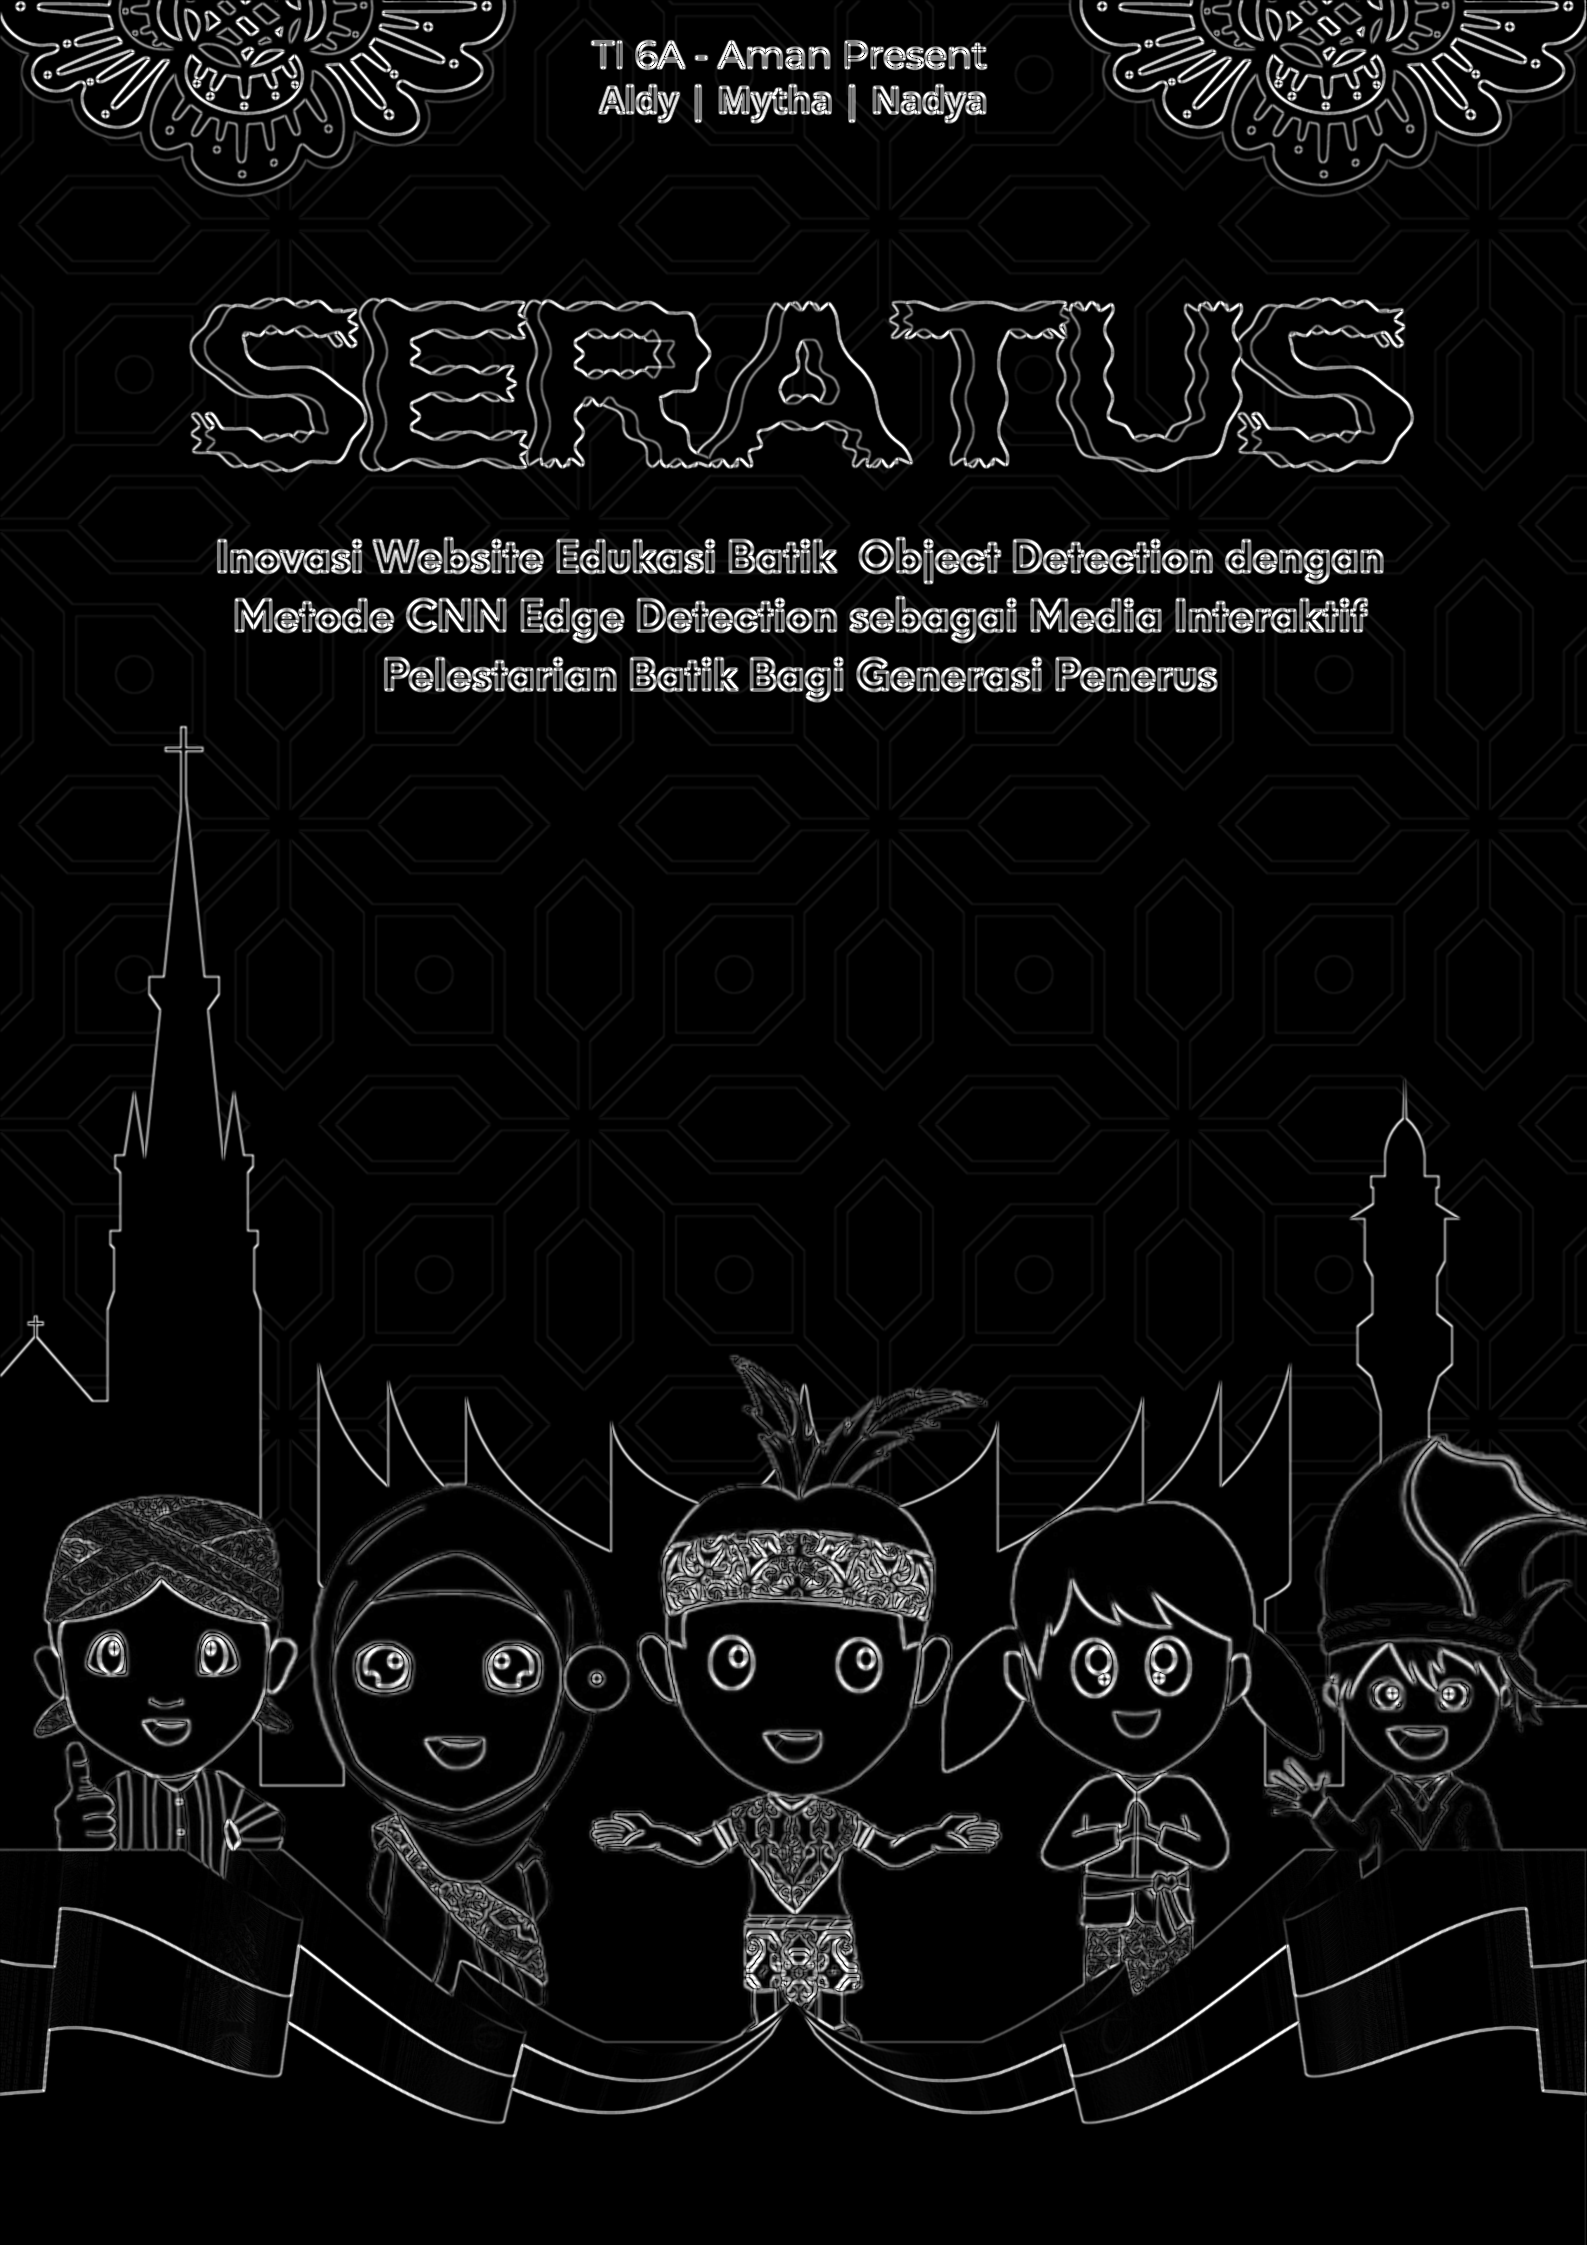 TI 6A - Aman Present
Aldy | Mytha | Nadya
SERATUS
Inovasi Website Edukasi Batik Object Detection dengan
Metode CNN Edge Detection sebagai Media Interaktif
Pelestarian Batik Bagi Generasi Penerus